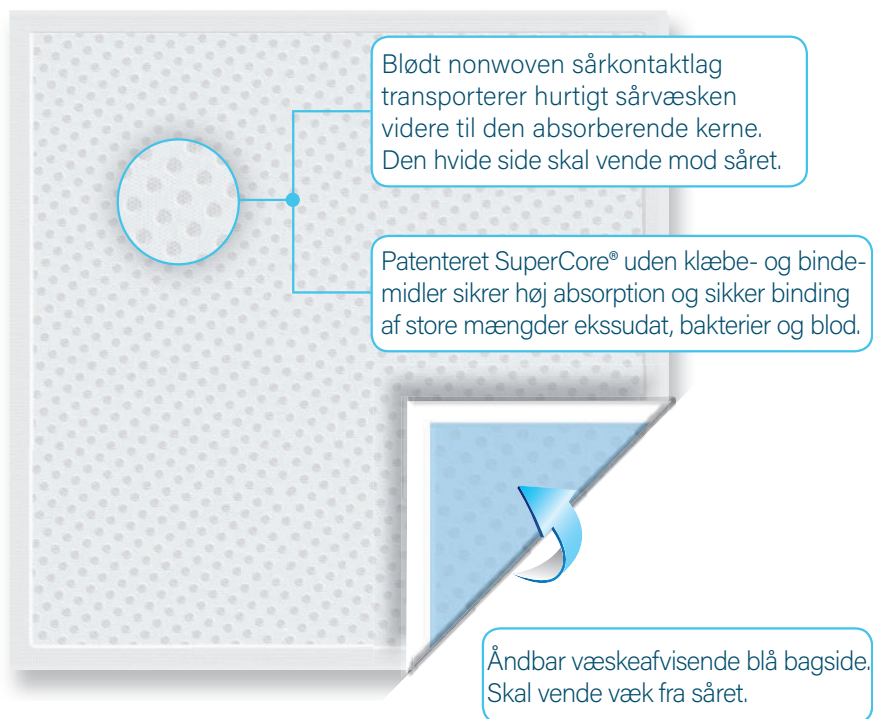 Blødt nonwoven sårkontaktlag
transporterer hurtigt sårvæsken
videre til den absorberende kerne.
Den hvide side skal vende mod såret.
Patenteret SuperCore® uden klæbe- og binde-
midler sikrer høj absorption og sikker binding
af store mængder ekssudat, bakterier og blod.
Åndbar væskeafvisende blå bagside.
Skal vende væk fra såret.